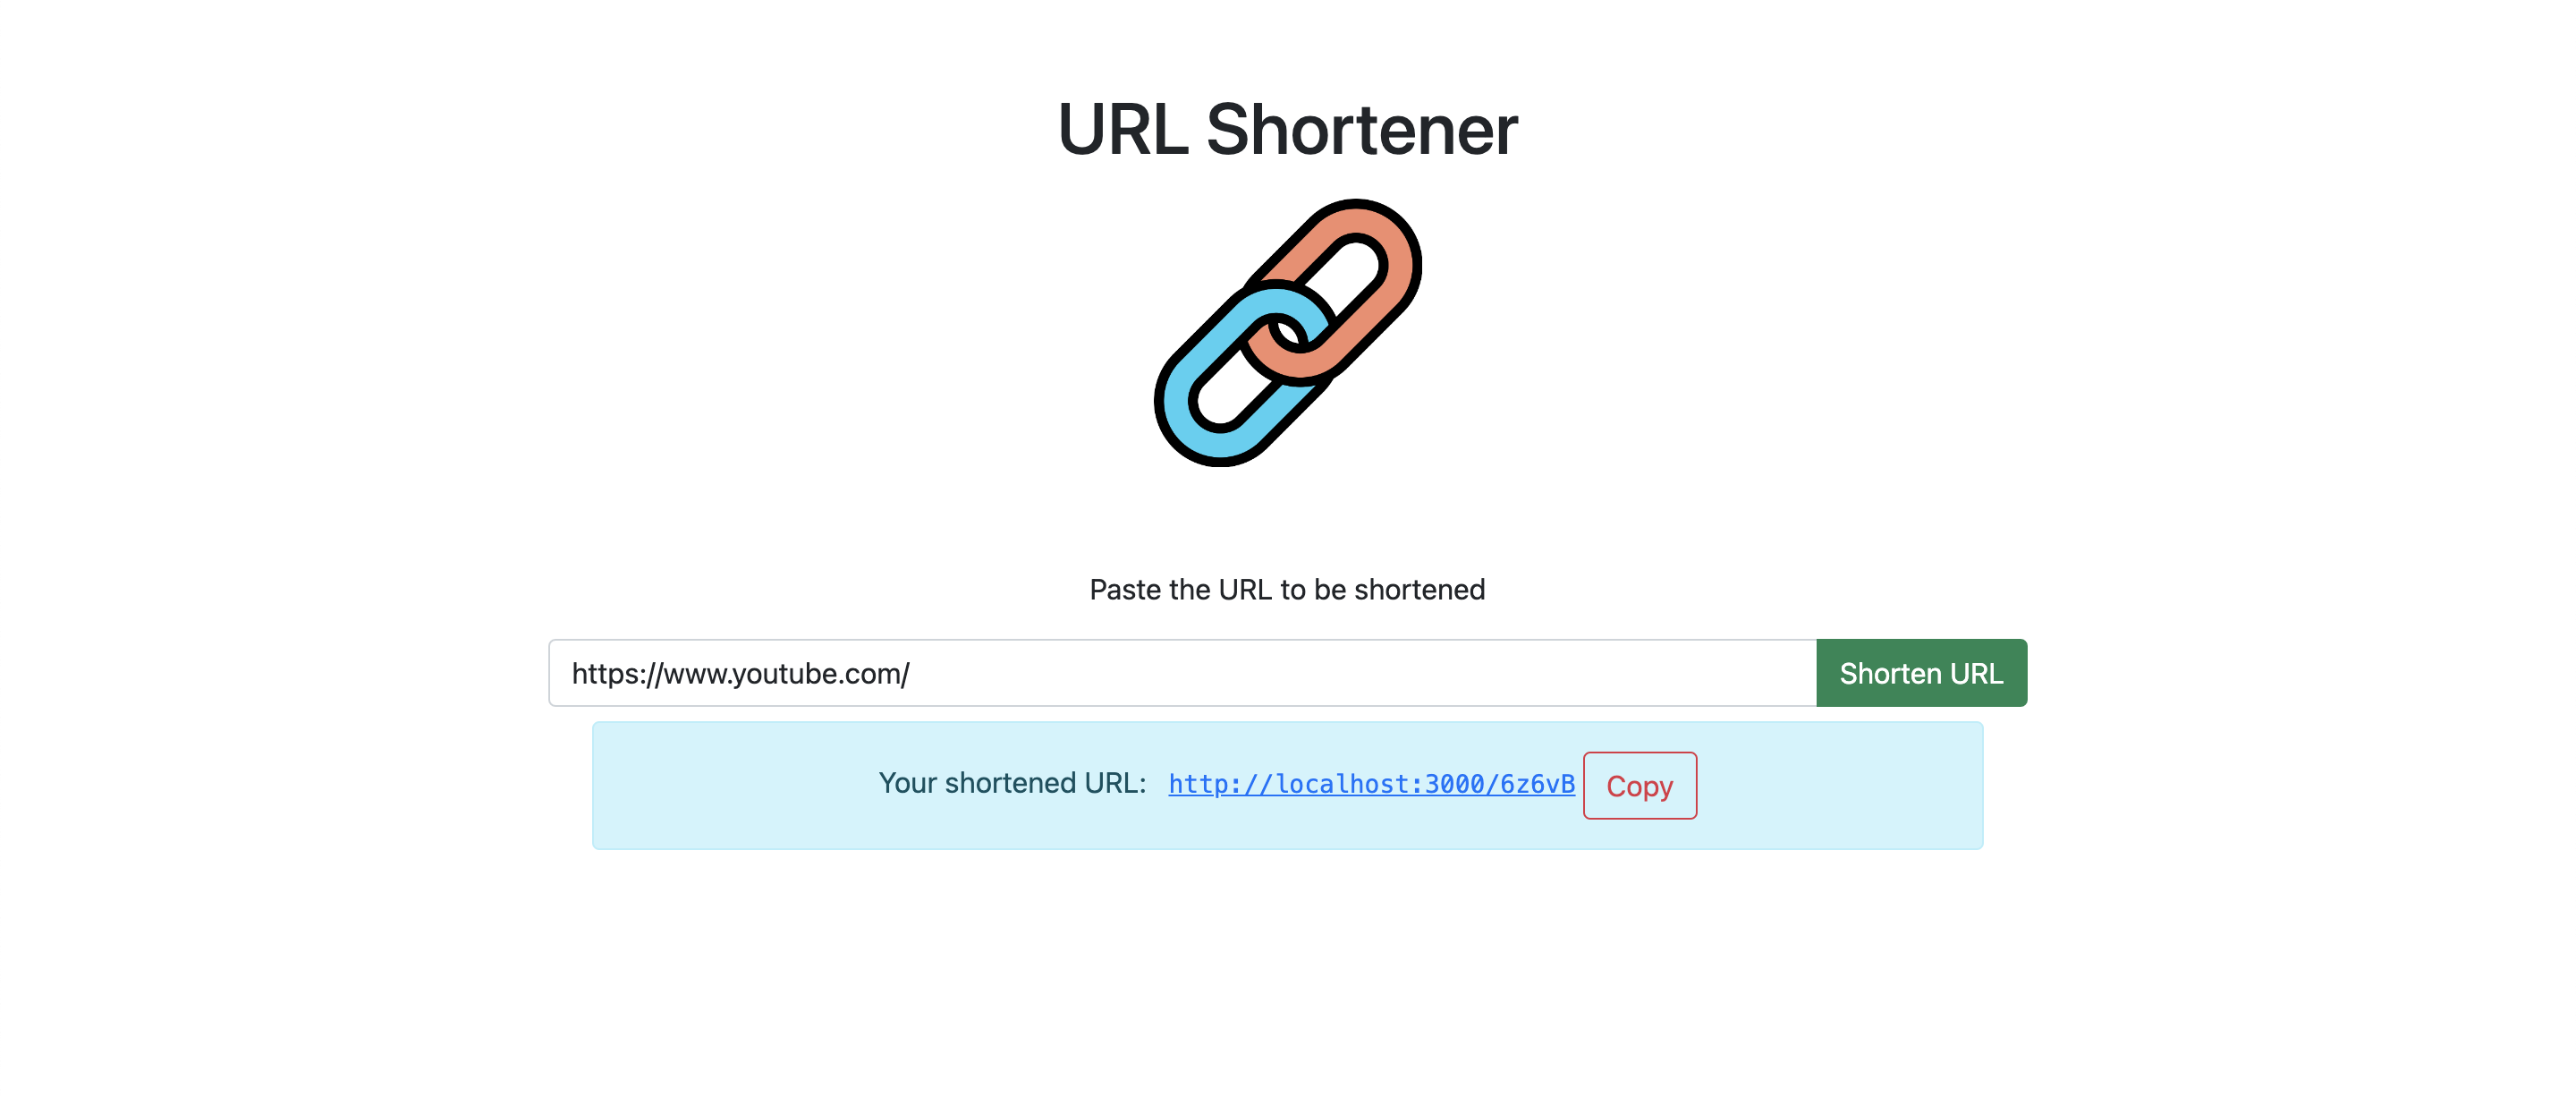 URL Shortener
Paste the URL to be shortened
https://www.youtube.com/ Shorten URL
Your shortened URL: http://localhost:3000/6z6vB Copy